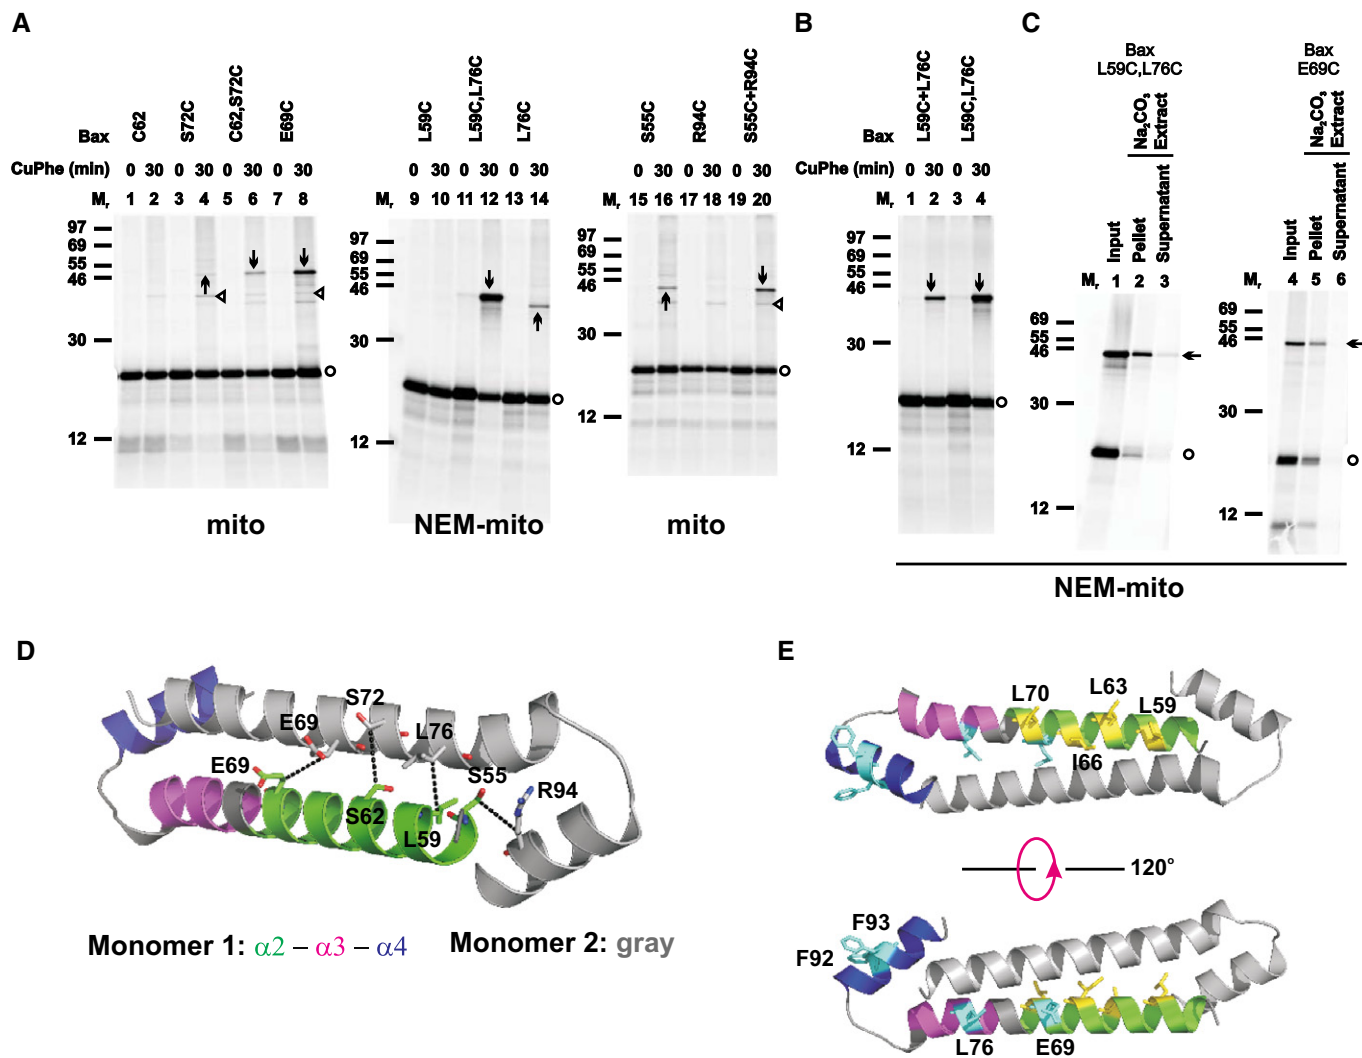 A
Bax
C62
S72C
C62,S72C
E69C
CuPhe (min)
0 30 0 30 0 30 0 30
Mr 1 2 3 4 5 6 7 8
97
69
55
46
30
12
mito
L59C
L59C,L76C
L76C
0 30 0 30 0 30
Mr 9 10 11 12 13 14
97
69
55
46
30
12
NEM-mito
S55C
R94C
S55C+R94C
0 30 0 30 0 30
Mr 15 16 17 18 19 20
97
69
55
46
30
12
mito
B
Bax
L59C+L76C
L59C,L76C
CuPhe (min)
0 30 0 30
Mr 1 2 3 4
97
69
55
46
30
12
C
Bax
L59C,L76C
Na2CO3
Extract
Input
Pellet
Supernatant
Mr 1 2 3
69
55
46
30
12
Bax
E69C
Na2CO3
Extract
Input
Pellet
Supernatant
Mr 4 5 6
69
55
46
30
12
NEM-mito
D
S72
E69
L76
E69
S55
R94
S62
L59
Monomer 1: α2 – α3 – α4
Monomer 2: gray
E
L70
L63
L59
I66
120°
F93
F92
L76
E69